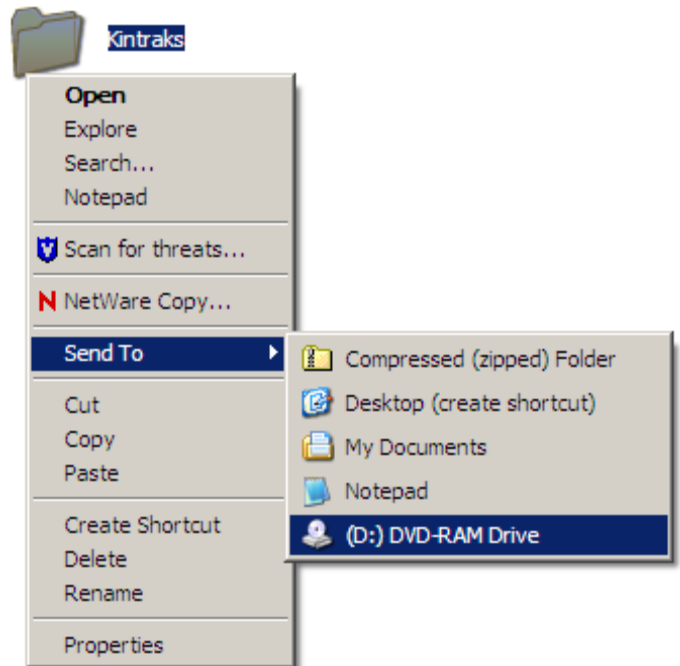 Kintraks
Open
Explore
Search...
Notepad
Scan for threats...
NetWare Copy...
Send To
Compressed (zipped) Folder
Desktop (create shortcut)
My Documents
Notepad
(D:) DVD-RAM Drive
Cut
Copy
Paste
Create Shortcut
Delete
Rename
Properties